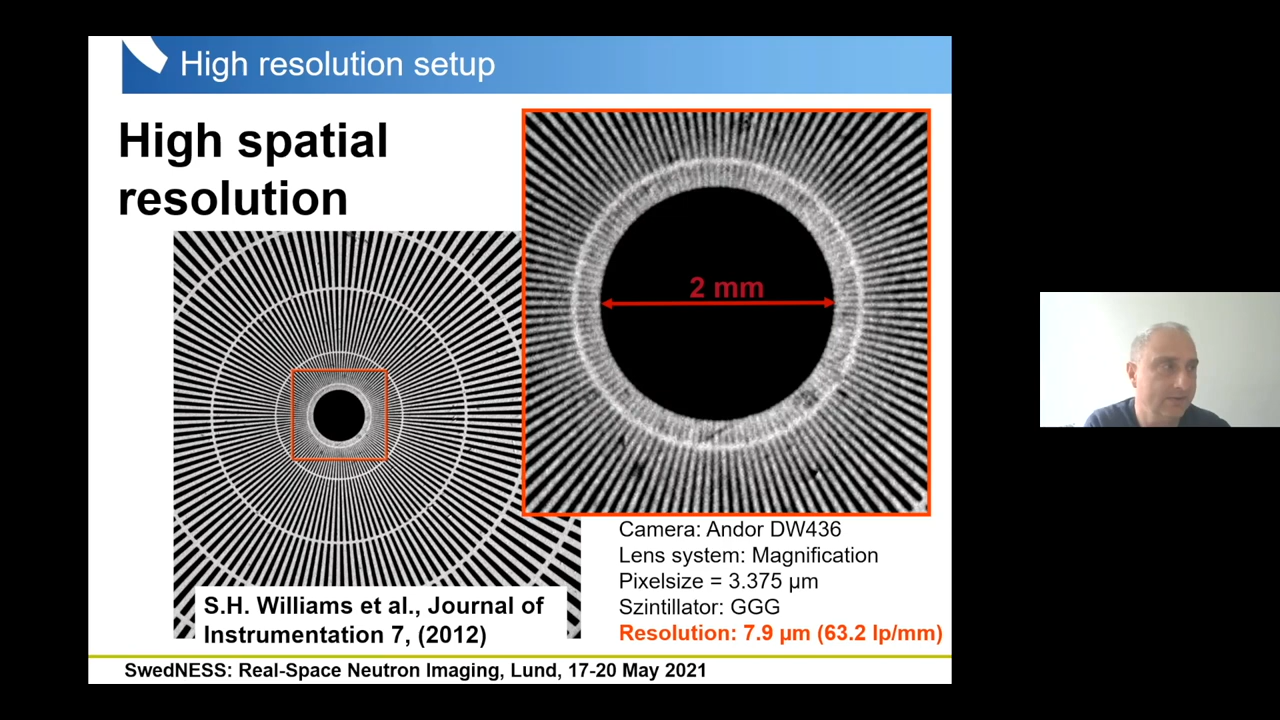 High resolution setup
High spatial
resolution
2 mm
Camera: Andor DW436
Lens system: Magnification
Pixelsize = 3.375 µm
Szintillator: GGG
Resolution: 7.9 µm (63.2 lp/mm)
S.H. Williams et al., Journal of
Instrumentation 7, (2012)
SwedNESS: Real-Space Neutron Imaging, Lund, 17-20 May 2021